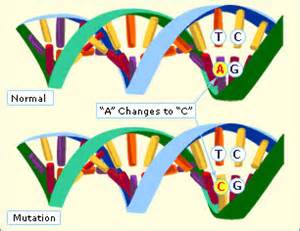 T C
A G
Normal
"A" Changes to "C"
T C
C G
Mutation